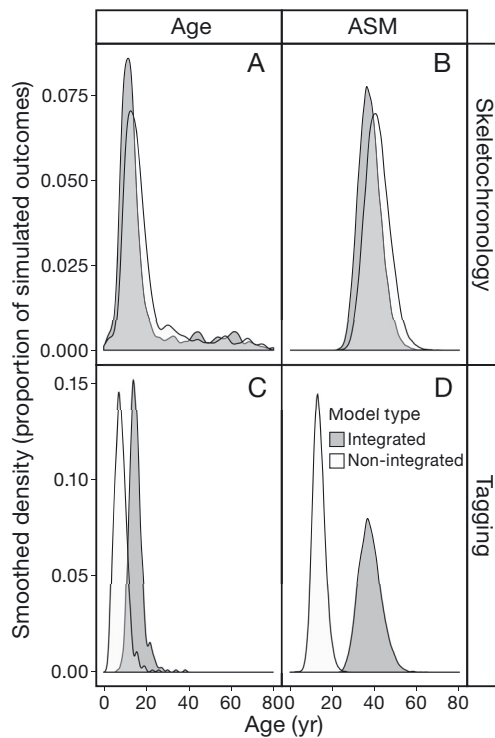 Age ASM
A B
Skeletochronology
0.075
0.050
0.025
0.000
Smoothed density (proportion of simulated outcomes)
C D
Tagging
Model type
Integrated
Non-integrated
0.15
0.10
0.05
0.00
0 20 40 60 80 0 20 40 60 80
Age (yr)